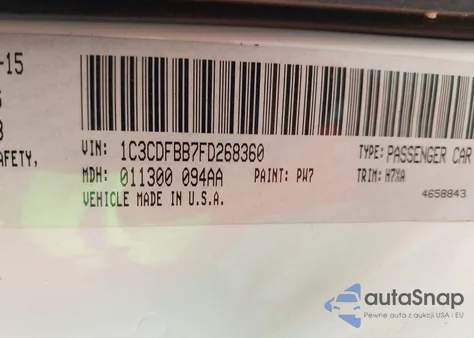 -15
AFETY,
VIN: 1C3CDFBB7FD268360 TYPE: PASSENGER CAR
MDH: 011300 094AA PAINT: PW7 TRIM: H7XA
VEHICLE MADE IN U.S.A. 4658843
autaSnap
Pewne auta z aukcji USA i EU